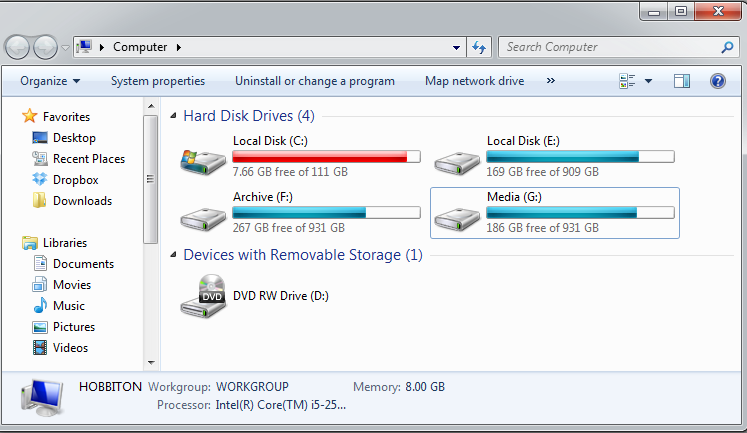 Computer
Search Computer
Organize System properties Uninstall or change a program Map network drive »
Favorites
Desktop
Recent Places
Dropbox
Downloads
Libraries
Documents
Movies
Music
Pictures
Videos
Hard Disk Drives (4)
Local Disk (C:)
7.66 GB free of 111 GB
Local Disk (E:)
169 GB free of 909 GB
Archive (F:)
267 GB free of 931 GB
Media (G:)
186 GB free of 931 GB
Devices with Removable Storage (1)
DVD
DVD RW Drive (D:)
HOBBITON Workgroup: WORKGROUP Memory: 8.00 GB
Processor: Intel(R) Core(TM) i5-25...